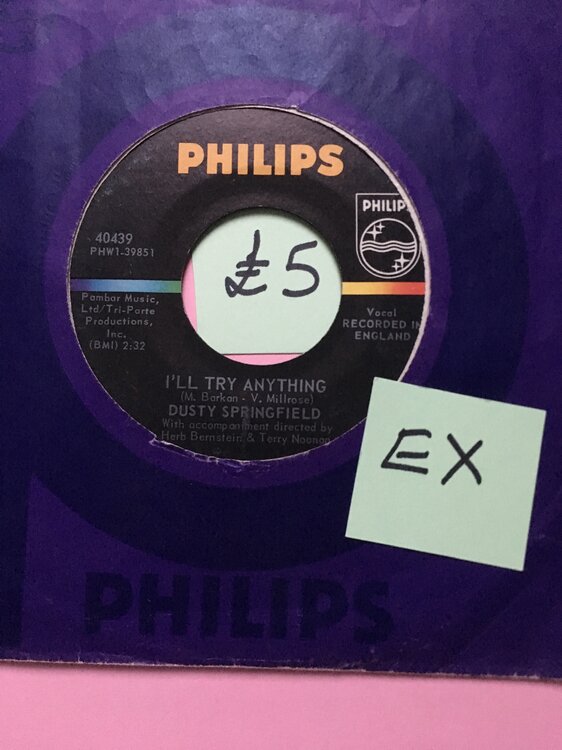 PHILIPS
PHILIPS
40439
PHW1-39851
£5
Pambar Music,
Ltd/Tri-Parte
Productions,
Inc.
(BMI) 2:32
Vocal
RECORDED IN
ENGLAND
I'LL TRY ANYTHING
(M. Barkan - V. Millrose)
DUSTY SPRINGFIELD
With accompaniment directed by
Herb Bernstein & Terry Noonan
EX
PHILIPS